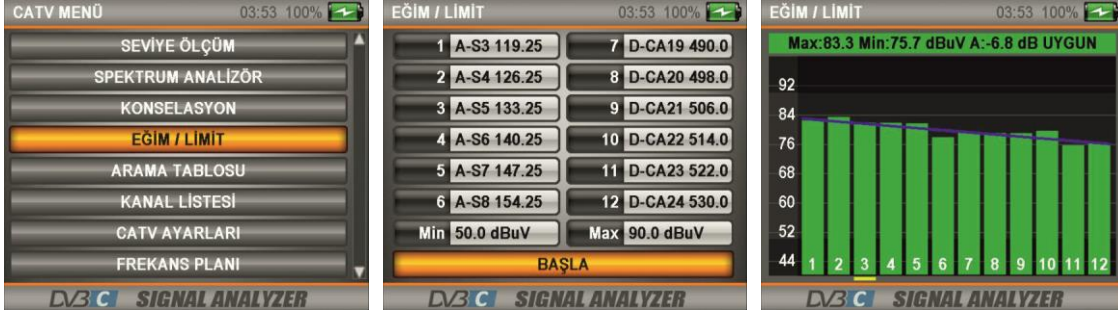 CATV MENÜ 03:53 100%
SEVİYE ÖLÇÜM
SPEKTRUM ANALİZÖR
KONSELASYON
EĞİM / LİMİT
ARAMA TABLOSU
KANAL LİSTESİ
CATV AYARLARI
FREKANS PLANI
DVB C SIGNAL ANALYZER
EĞİM / LİMİT 03:53 100%
1 A-S3 119.25 7 D-CA19 490.0
2 A-S4 126.25 8 D-CA20 498.0
3 A-S5 133.25 9 D-CA21 506.0
4 A-S6 140.25 10 D-CA22 514.0
5 A-S7 147.25 11 D-CA23 522.0
6 A-S8 154.25 12 D-CA24 530.0
Min 50.0 dBuV Max 90.0 dBuV
BAŞLA
DVB C SIGNAL ANALYZER
EĞİM / LİMİT 03:53 100%
Max:83.3 Min:75.7 dBuV A:-6.8 dB UYGUN
92
84
76
68
60
52
44
1 2 3 4 5 6 7 8 9 10 11 12
DVB C SIGNAL ANALYZER